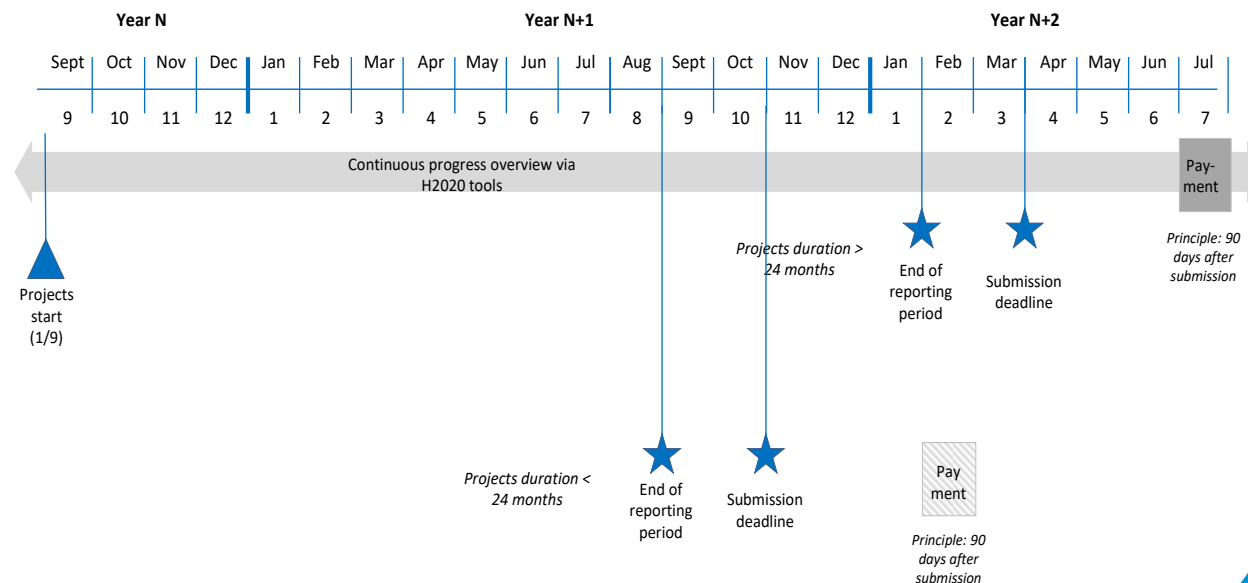 Year N Year N+1 Year N+2
Sept Oct Nov Dec Jan Feb Mar Apr May Jun Jul Aug Sept Oct Nov Dec Jan Feb Mar Apr May Jun Jul
9 10 11 12 1 2 3 4 5 6 7 8 9 10 11 12 1 2 3 4 5 6 7
Continuous progress overview via
H2020 tools
Pay-
ment
Projects duration >
24 months
End of
reporting
period
Submission
deadline
Principle: 90
days after
submission
Projects
start
(1/9)
Projects duration <
24 months
End of
reporting
period
Submission
deadline
Pay
ment
Principle: 90
days after
submission